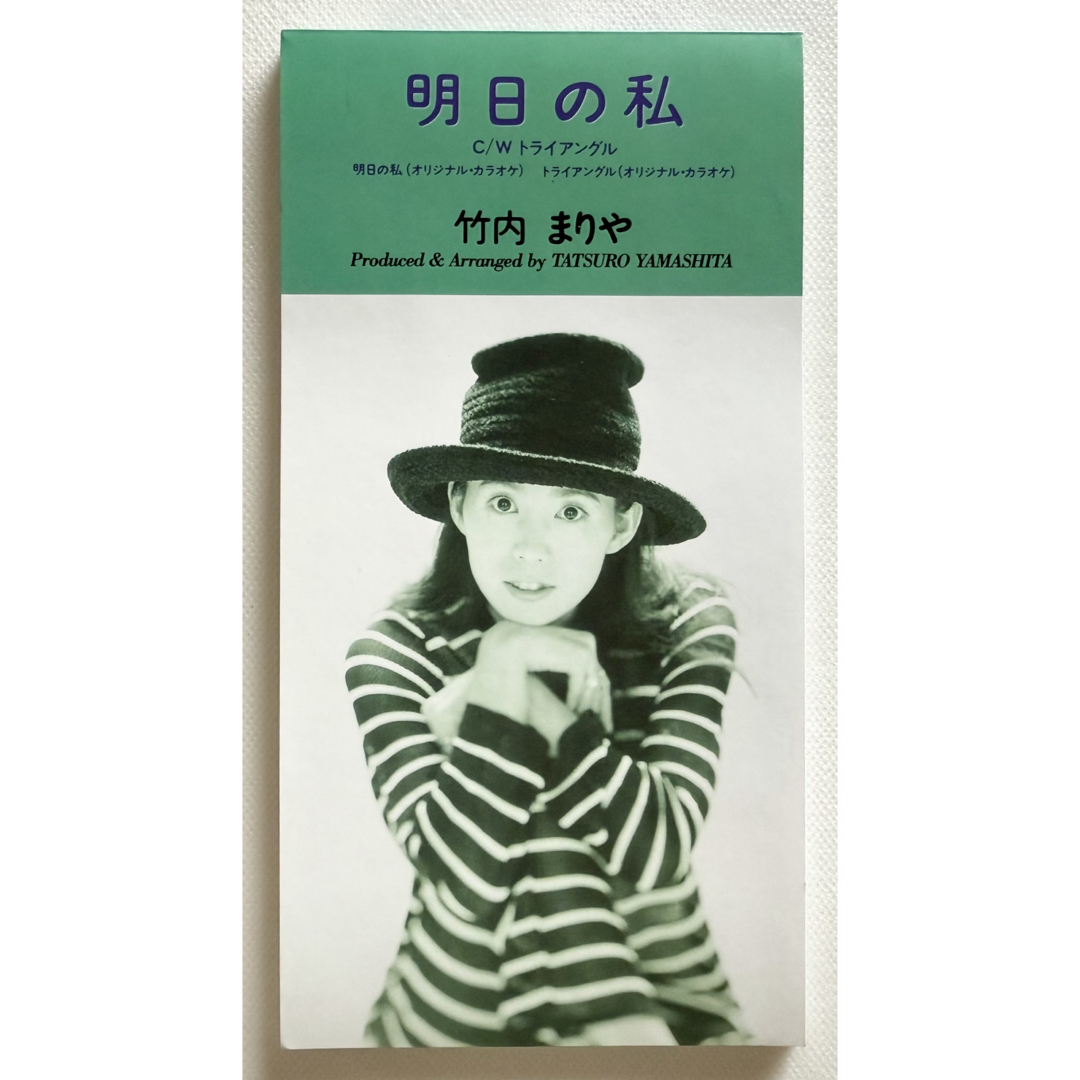 明日の私
C/W トライアングル
明日の私(オリジナル・カラオケ) トライアングル(オリジナル・カラオケ)
竹内 まりや
Produced & Arranged by TATSURO YAMASHITA